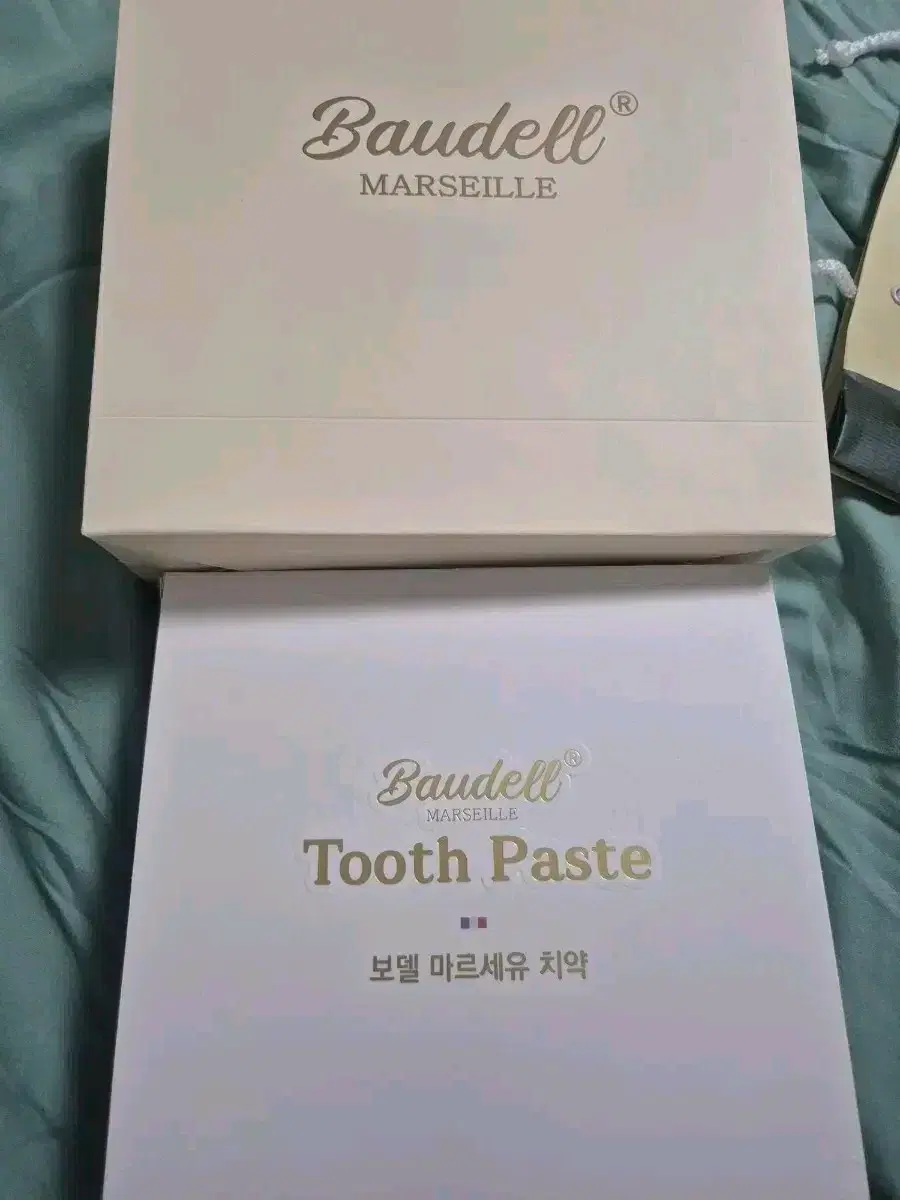 Baudell®
MARSEILLE
Baudell®
MARSEILLE
Tooth Paste
보델 마르세유 치약